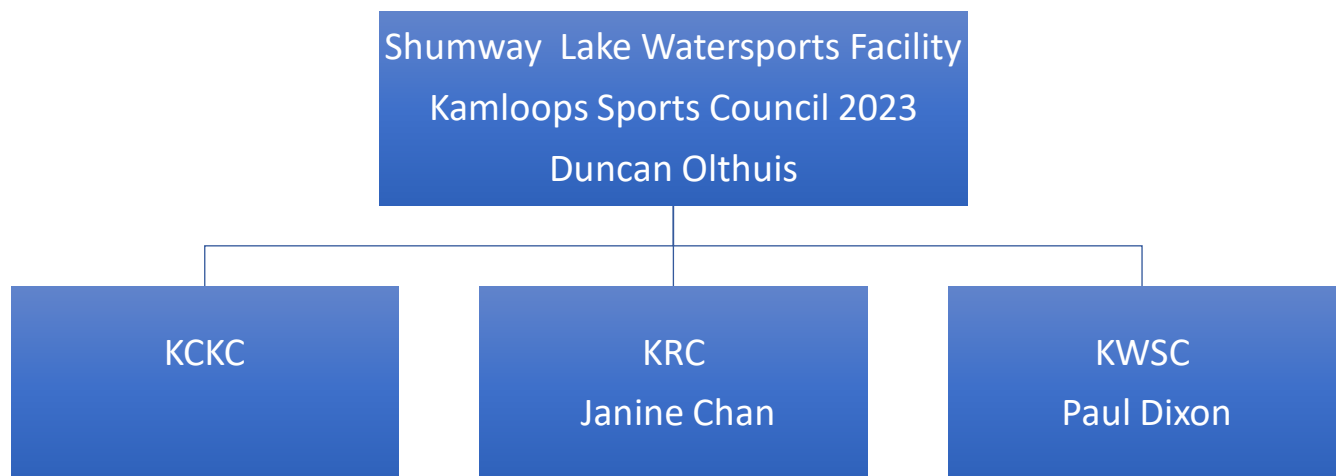 Shumway  Lake Watersports Facility
Kamloops Sports Council 2023
Duncan Olthuis
KCKC
KRC
Janine Chan
KWSC
Paul Dixon